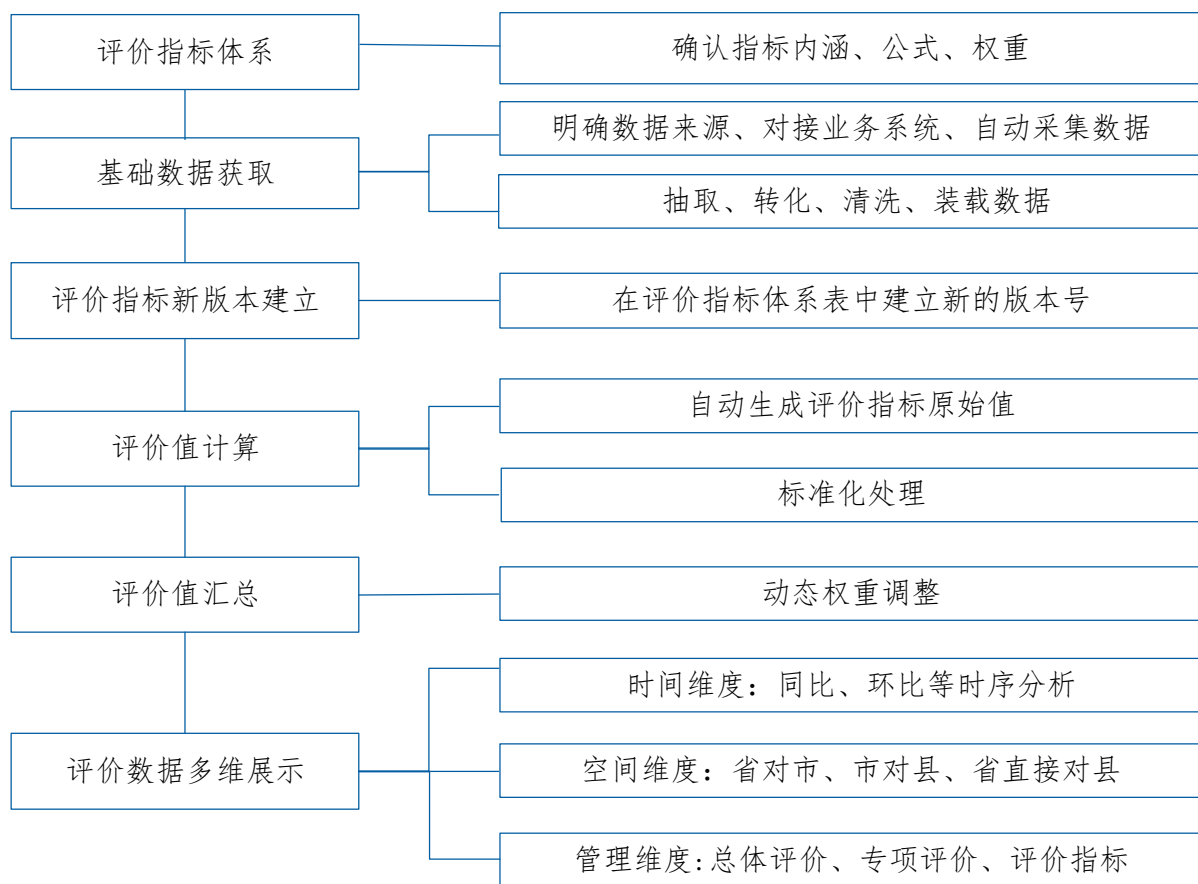 评价指标体系
确认指标内涵、公式、权重
基础数据获取
明确数据来源、对接业务系统、自动采集数据
抽取、转化、清洗、装载数据
评价指标新版本建立
在评价指标体系表中建立新的版本号
评价值计算
自动生成评价指标原始值
标准化处理
评价值汇总
动态权重调整
评价数据多维展示
时间维度：同比、环比等时序分析
空间维度：省对市、市对县、省直接对县
管理维度：总体评价、专项评价、评价指标